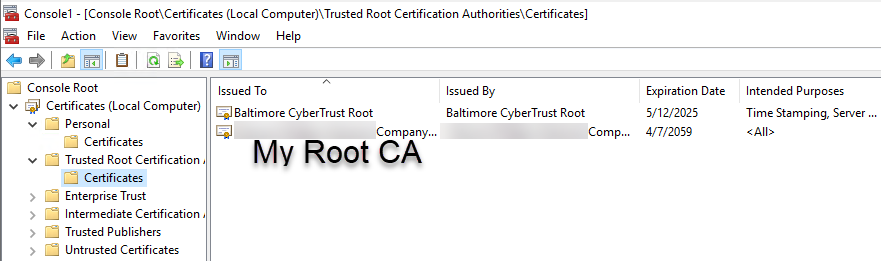 Console1 - [Console Root\Certificates (Local Computer)\Trusted Root Certification Authorities\Certificates]
File Action View Favorites Window Help
Console Root
Certificates (Local Computer)
Personal
Certificates
Trusted Root Certification A
Certificates
Enterprise Trust
Intermediate Certification A
Trusted Publishers
Untrusted Certificates
Issued To Issued By Expiration Date Intended Purposes
Baltimore CyberTrust Root Baltimore CyberTrust Root 5/12/2025 Time Stamping, Server ...
Company... Comp... 4/7/2059 <All>
My Root CA